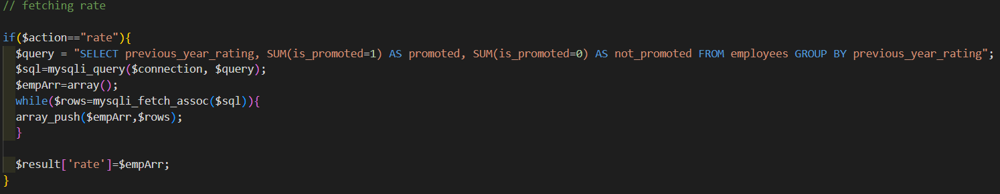 // fetching rate
if($action=="rate"){
$query = "SELECT previous_year_rating, SUM(is_promoted=1) AS promoted, SUM(is_promoted=0) AS not_promoted FROM employees GROUP BY previous_year_rating";
$sql=mysqli_query($connection, $query);
$empArr=array();
while($rows=mysqli_fetch_assoc($sql)){
array_push($empArr,$rows);
}
$result['rate']=$empArr;
}